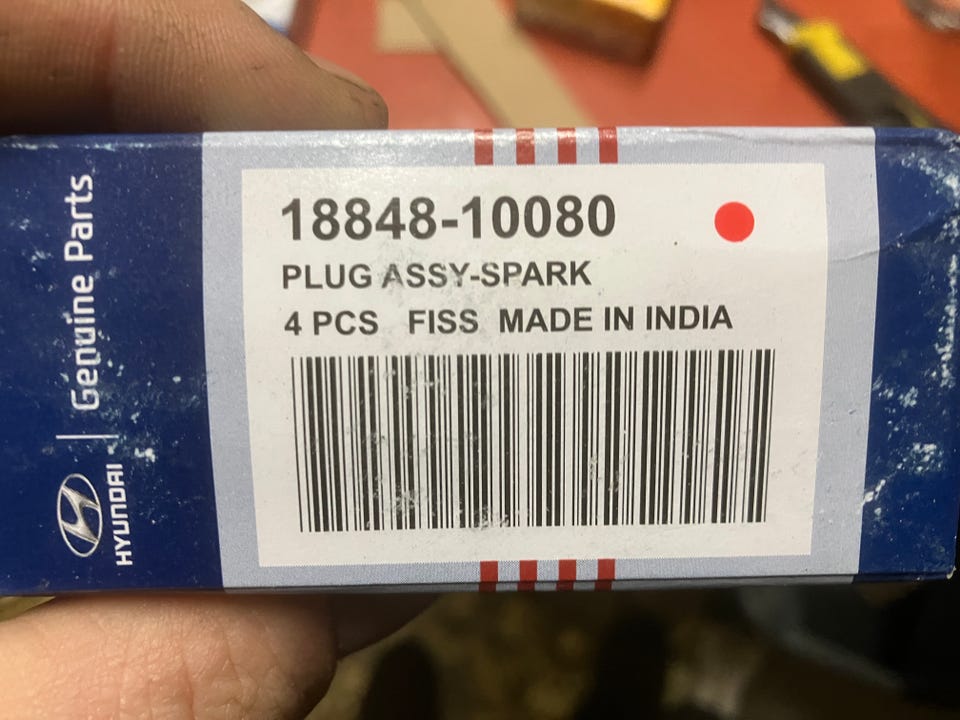 18848-10080
PLUG ASSY-SPARK
4 PCS FISS MADE IN INDIA
HYUNDAI | Genuine Parts